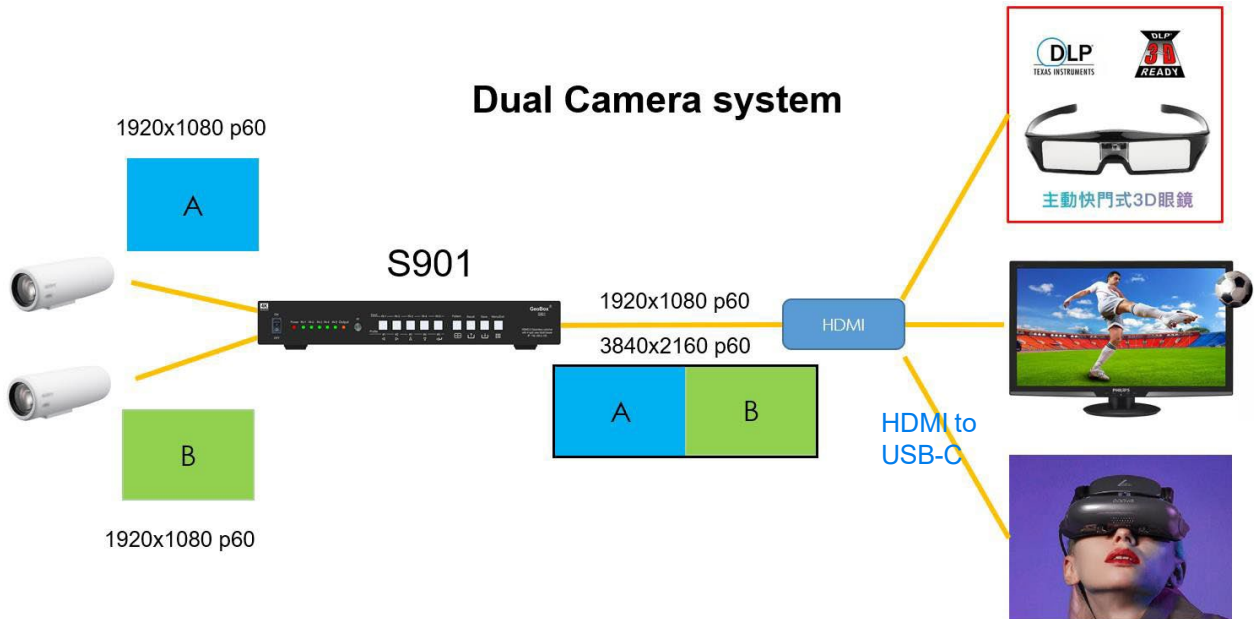 Dual Camera system
1920x1080 p60
A
S901
GeoBox
1920x1080 p60
3840x2160 p60
A
B
HDMI
HDMI to
USB-C
B
1920x1080 p60
DLP
TEXAS INSTRUMENTS
DLP
3D
READY
主動快門式3D眼鏡
PHILIPS